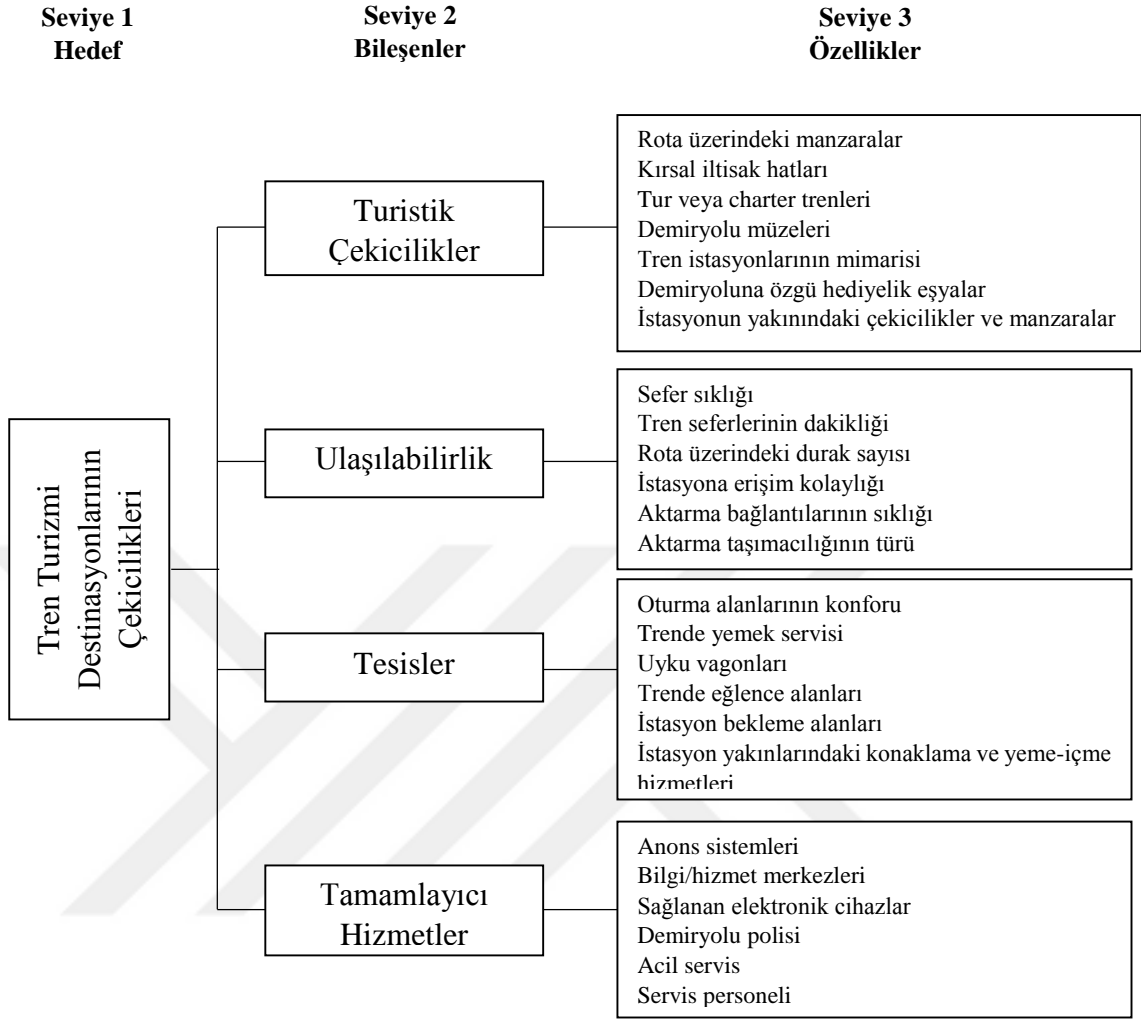 Seviye 1
Hedef
Seviye 2
Bileşenler
Seviye 3
Özellikler
Tren Turizmi
Destinasyonlarının
Çekicilikleri
Turistik
Çekicilikler
Rota üzerindeki manzaralar
Kırsal iltisak hatları
Tur veya charter trenleri
Demiryolu müzeleri
Tren istasyonlarının mimarisi
Demiryoluna özgü hediyelik eşyalar
İstasyonun yakınındaki çekicilikler ve manzaralar
Ulaşılabilirlik
Sefer sıklığı
Tren seferlerinin dakikliği
Rota üzerindeki durak sayısı
İstasyona erişim kolaylığı
Aktarma bağlantılarının sıklığı
Aktarma taşımacılığının türü
Tesisler
Oturma alanlarının konforu
Trende yemek servisi
Uyku vagonları
Trende eğlence alanları
İstasyon bekleme alanları
İstasyon yakınlarındaki konaklama ve yeme-içme
hizmetleri
Tamamlayıcı
Hizmetler
Anons sistemleri
Bilgi/hizmet merkezleri
Sağlanan elektronik cihazlar
Demiryolu polisi
Acil servis
Servis personeli